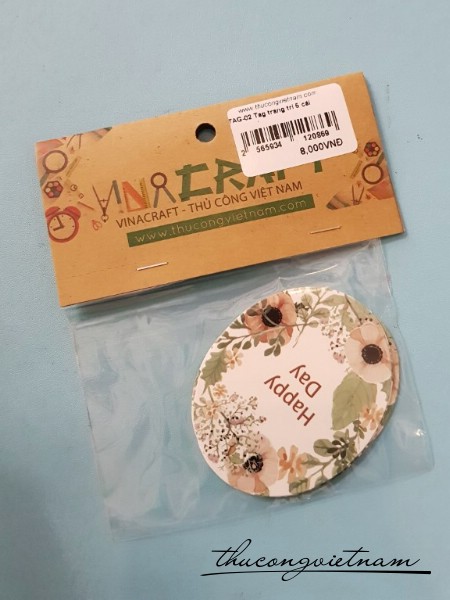 www.thucongvietnam.com
TAG-02 Tag trang trí 5 cái
2 565934 120869
8,000VNĐ
VINACRAFT
VINACRAFT - THỦ CÔNG VIỆT NAM
www.thucongvietnam.com
Happy
Day
thucongvietnam